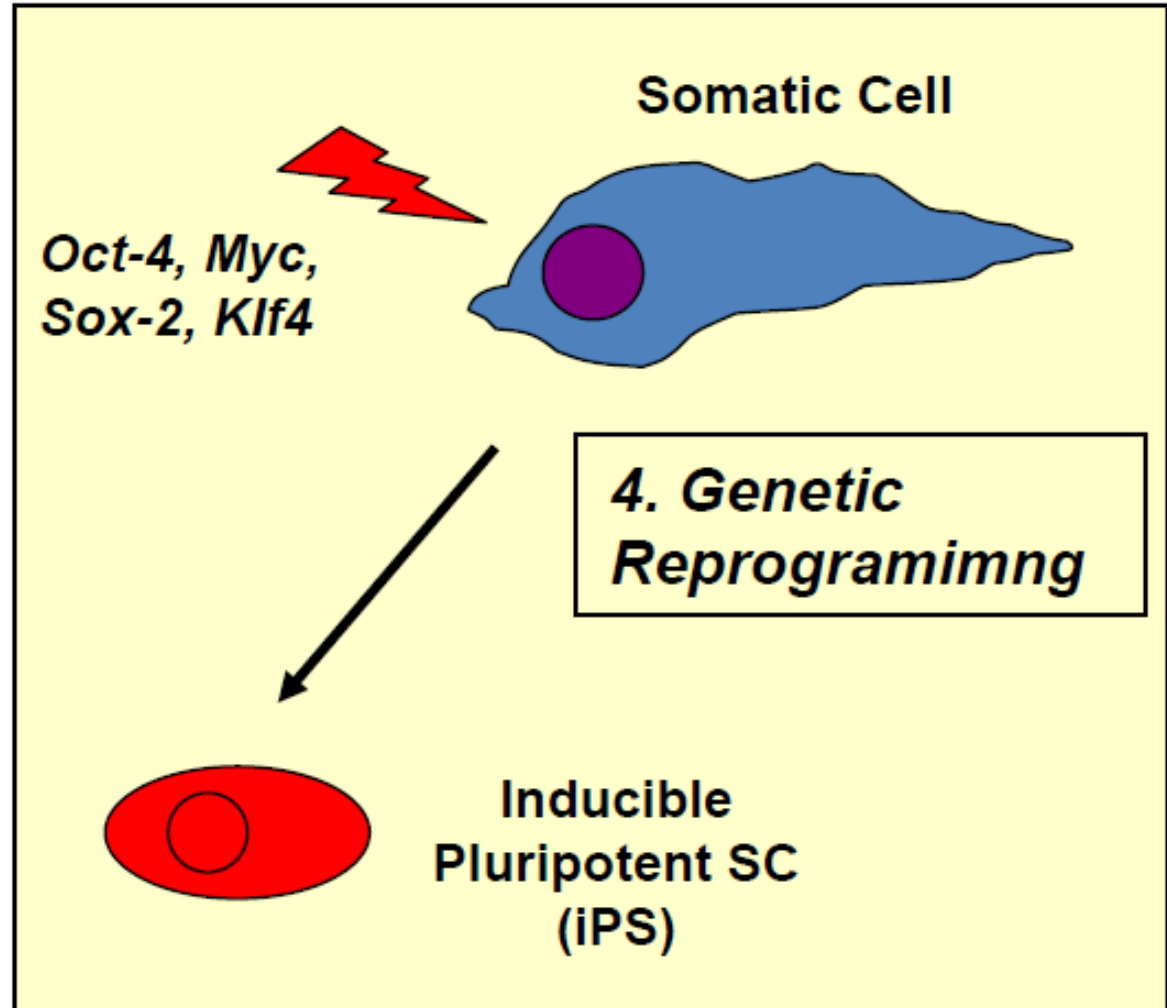 Somatic Cell
Oct-4, Myc,
Sox-2, Klf4
4. Genetic
Reprogramimng
Inducible
Pluripotent SC
(iPS)